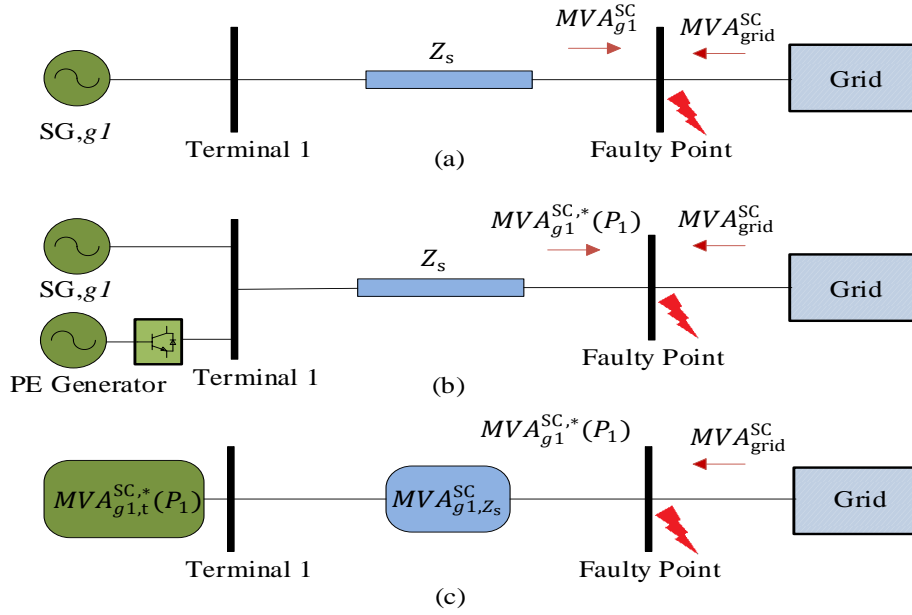 MVA_{g1}^{SC}
MVA_{grid}^{SC}
Z_s
Grid
SG,g1
Terminal 1
Faulty Point
(a)
MVA_{g1}^{SC,*}(P_1)
MVA_{grid}^{SC}
Z_s
Grid
SG,g1
PE Generator
Terminal 1
Faulty Point
(b)
MVA_{g1}^{SC,*}(P_1)
MVA_{grid}^{SC}
MVA_{g1,t}^{SC,*}(P_1)
MVA_{g1,Z_s}^{SC}
Grid
Terminal 1
Faulty Point
(c)